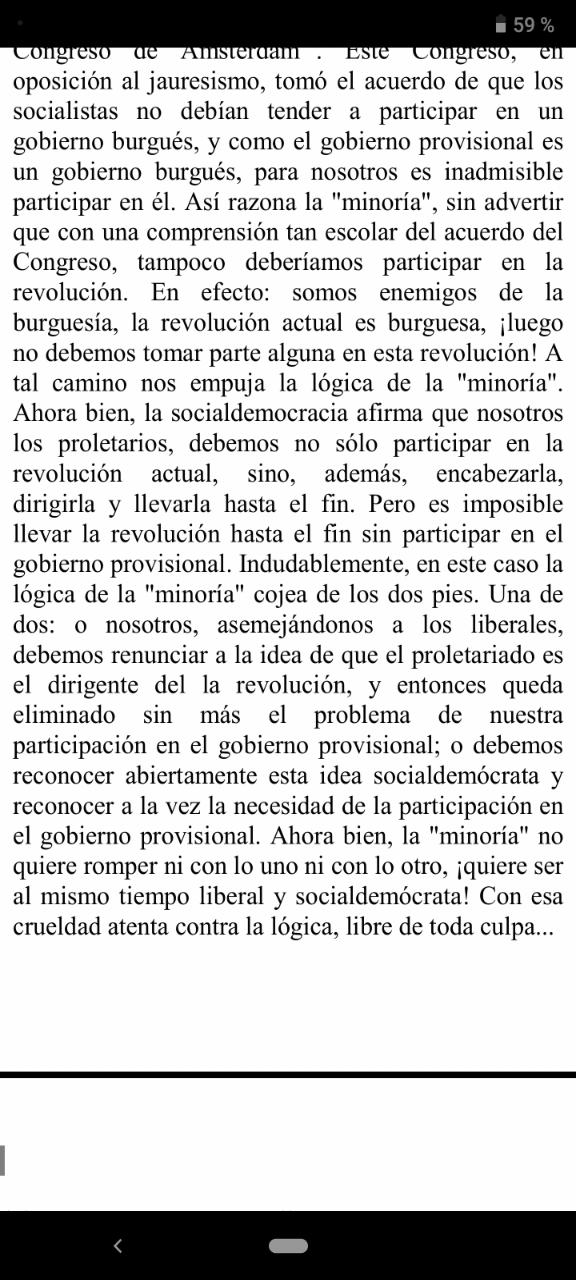 59 %
Congreso de Amsterdam". Este Congreso, en
oposición al jauresismo, tomó el acuerdo de que los
socialistas no debían tender a participar en un
gobierno burgués, y como el gobierno provisional es
un gobierno burgués, para nosotros es inadmisible
participar en él. Así razona la "minoría", sin advertir
que con una comprensión tan escolar del acuerdo del
Congreso, tampoco deberíamos participar en la
revolución. En efecto: somos enemigos de la
burguesía, la revolución actual es burguesa, ¡luego
no debemos tomar parte alguna en esta revolución! A
tal camino nos empuja la lógica de la "minoría".
Ahora bien, la socialdemocracia afirma que nosotros
los proletarios, debemos no sólo participar en la
revolución actual, sino, además, encabezarla,
dirigirla y llevarla hasta el fin. Pero es imposible
llevar la revolución hasta el fin sin participar en el
gobierno provisional. Indudablemente, en este caso la
lógica de la "minoría" cojea de los dos pies. Una de
dos: o nosotros, asemejándonos a los liberales,
debemos renunciar a la idea de que el proletariado es
el dirigente del la revolución, y entonces queda
eliminado sin más el problema de nuestra
participación en el gobierno provisional; o debemos
reconocer abiertamente esta idea socialdemócrata y
reconocer a la vez la necesidad de la participación en
el gobierno provisional. Ahora bien, la "minoría" no
quiere romper ni con lo uno ni con lo otro, ¡quiere ser
al mismo tiempo liberal y socialdemócrata! Con esa
crueldad atenta contra la lógica, libre de toda culpa...